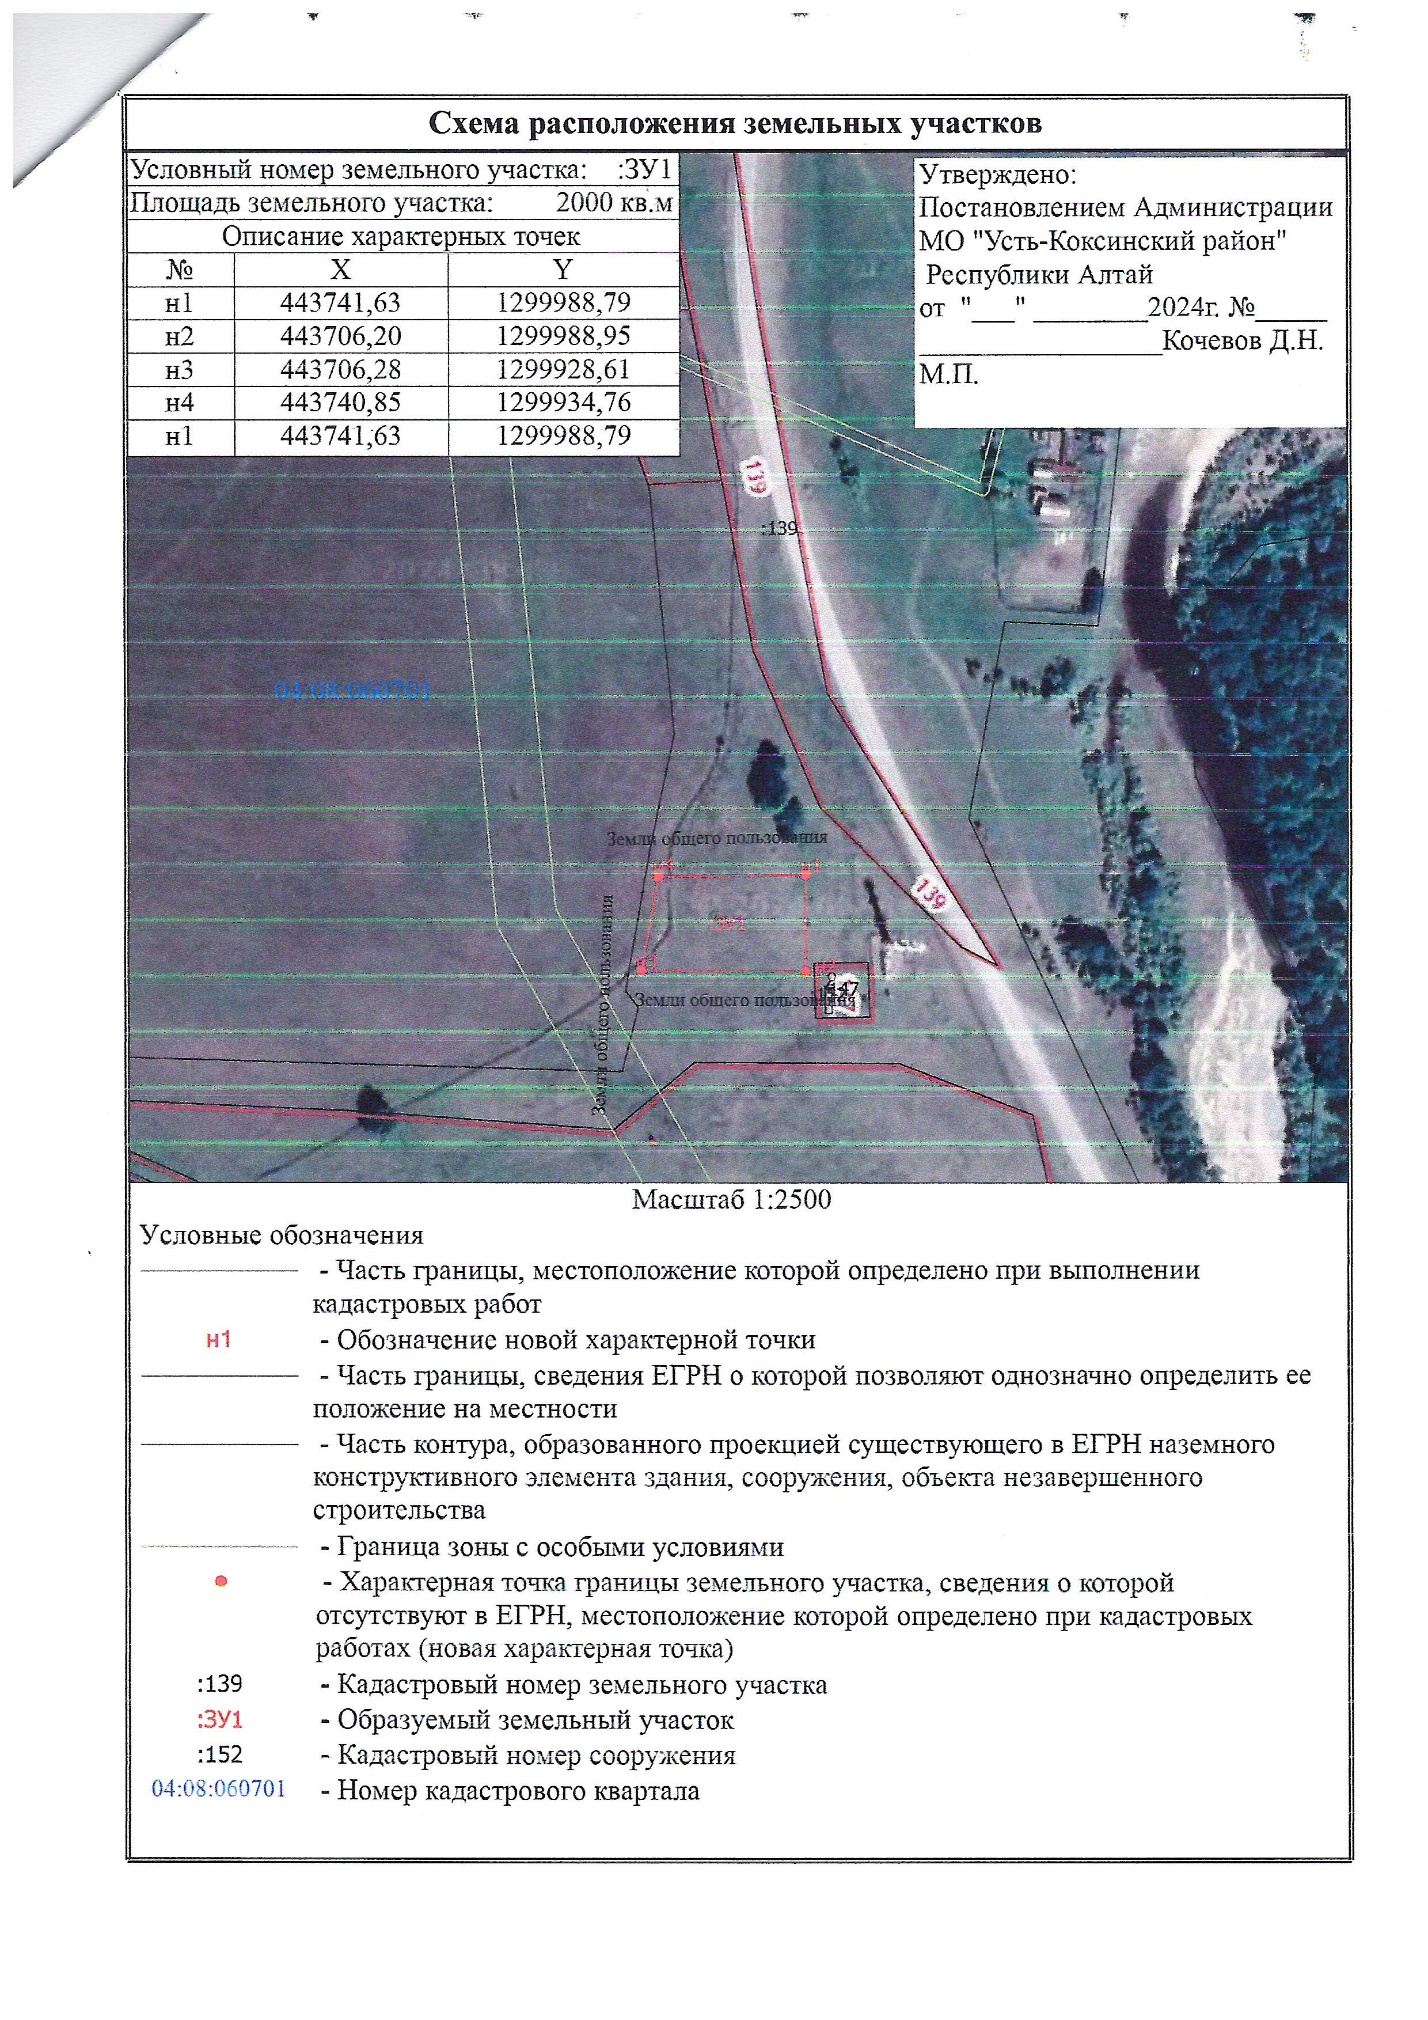 Схема расположения земельных участков
Условный номер земельного участка: :ЗУ1
Площадь земельного участка: 2000 кв.м
Описание характерных точек
№ X Y
н1 443741,63 1299988,79
н2 443706,20 1299988,95
н3 443706,28 1299928,61
н4 443740,85 1299934,76
н1 443741,63 1299988,79
Утверждено:
Постановлением Администрации
МО "Усть-Коксинский район"
Республики Алтай
от "___" ________2024г. №_____
_________________Кочевов Д.Н.
М.П.
139
:139
04:08:060701
Земли общего пользования
139
:ЗУ1
Земли общего пользования
Земли общего пользования
Масштаб 1:2500
Условные обозначения
- Часть границы, местоположение которой определено при выполнении
кадастровых работ
н1 - Обозначение новой характерной точки
- Часть границы, сведения ЕГРН о которой позволяют однозначно определить ее
положение на местности
- Часть контура, образованного проекцией существующего в ЕГРН наземного
конструктивного элемента здания, сооружения, объекта незавершенного
строительства
- Граница зоны с особыми условиями
- Характерная точка границы земельного участка, сведения о которой
отсутствуют в ЕГРН, местоположение которой определено при кадастровых
работах (новая характерная точка)
:139 - Кадастровый номер земельного участка
:ЗУ1 - Образуемый земельный участок
:152 - Кадастровый номер сооружения
04:08:060701 - Номер кадастрового квартала